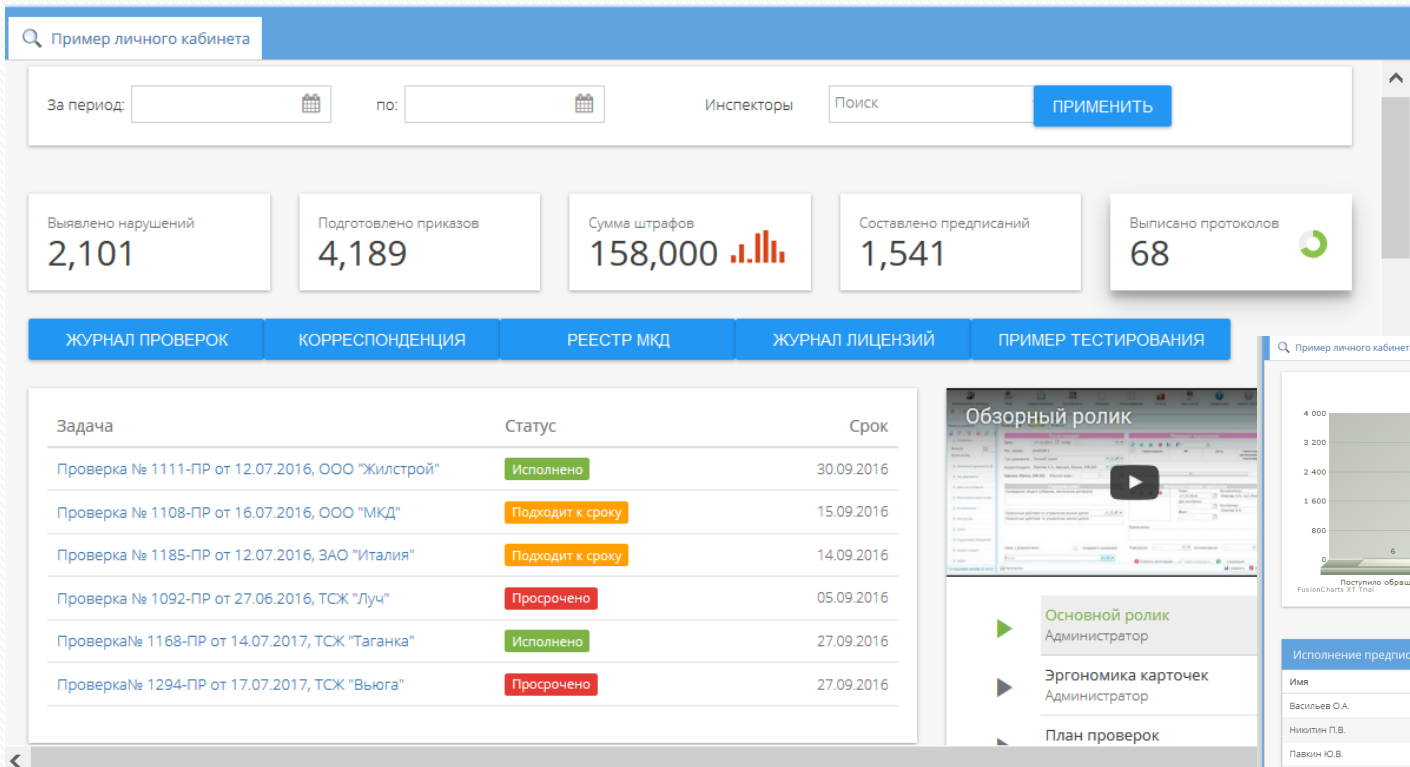 Пример личного кабинета
За период: по: Инспекторы Поиск ПРИМЕНИТЬ
Выявлено нарушений
2,101
Подготовлено приказов
4,189
Сумма штрафов
158,000
Составлено предписаний
1,541
Выписано протоколов
68
ЖУРНАЛ ПРОВЕРОК КОРРЕСПОНДЕНЦИЯ РЕЕСТР МКД ЖУРНАЛ ЛИЦЕНЗИЙ ПРИМЕР ТЕСТИРОВАНИЯ
Задача Статус Срок
Проверка № 1111-ПР от 12.07.2016, ООО "Жилстрой" Исполнено 30.09.2016
Проверка № 1108-ПР от 16.07.2016, ООО "МКД" Подходит к сроку 15.09.2016
Проверка № 1185-ПР от 12.07.2016, ЗАО "Италия" Подходит к сроку 14.09.2016
Проверка № 1092-ПР от 27.06.2016, ТСЖ "Луч" Просрочено 05.09.2016
Проверка№ 1168-ПР от 14.07.2017, ТСЖ "Таганка" Исполнено 27.09.2016
Проверка№ 1294-ПР от 17.07.2017, ТСЖ "Вьюга" Просрочено 27.09.2016
Обзорный ролик
Основной ролик
Администратор
Эргономика карточек
Администратор
План проверок
Пример личного кабинет
4 000
3 200
2 400
1 600
800
0
6
Поступило обращ
FusionCharts XT Trial
Исполнение предпис
Имя
Васильев О.А.
Никитин П.В.
Павкин Ю.В.